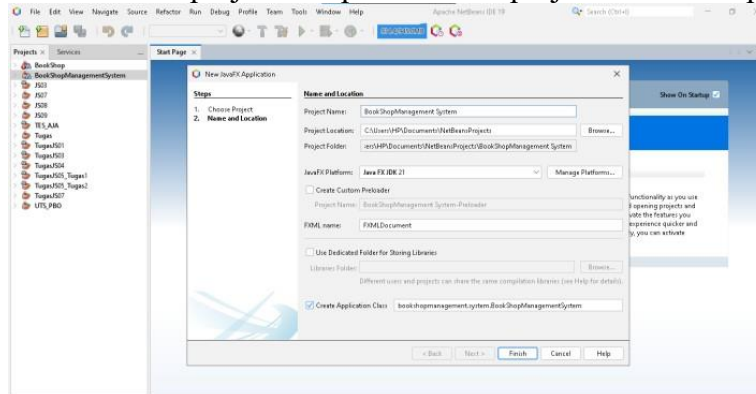 File Edit View Navigate Source Refactor Run Debug Profile Team Tools Window Help
Apache NetBeans IDE 19
Search (Ctrl+I)
Projects
Services
Start Page
BookShop
BookShopManagementSystem
JS03
JS07
JS08
JS09
TES_AJA
Tugas
TugasJS01
TugasJS03
TugasJS04
TugasJS05_Tugas1
TugasJS05_Tugas2
TugasJS07
UTS_PBO
Show On Startup
New JavaFX Application
Steps
1. Choose Project
2. Name and Location
Name and Location
Project Name: BookShopManagement System
Project Location: C:\Users\HP\Documents\NetBeansProjects Browse...
Project Folder: ers\HP\Documents\NetBeansProjects\BookShopManagement System
JavaFX Platform: Java FX JDK 21 Manage Platforms...
Create Custom Preloader
Project Name: BookShopManagement System-Preloader
FXML name: FXMLDocument
Use Dedicated Folder for Storing Libraries
Libraries Folder: Browse...
Different users and projects can share the same compilation libraries (see Help for details).
Create Application Class bookshopmanagement.system.BookShopManagementSystem
< Back Next > Finish Cancel Help
functionality as you use
opening projects and
vate the features you
experience quicker and
y, you can activate